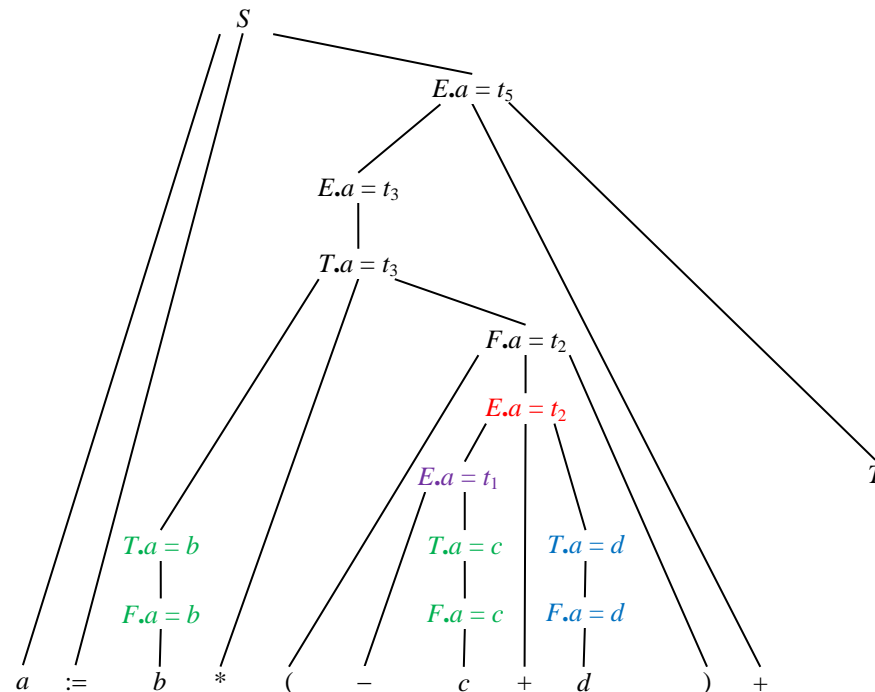 S
E.a = t₅
E.a = t₃
T.a = t₃
F.a = t₂
E.a = t₂
E.a = t₁
T
T.a = b T.a = c T.a = d
F.a = b F.a = c F.a = d
a := b * ( − c + d ) +